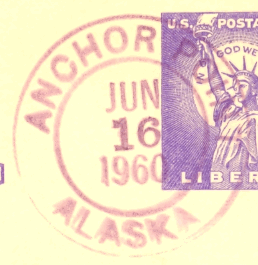 ANCHOR P
JUN
16
1960
ALASKA
U.S. POSTA
GOD WE
LIBER